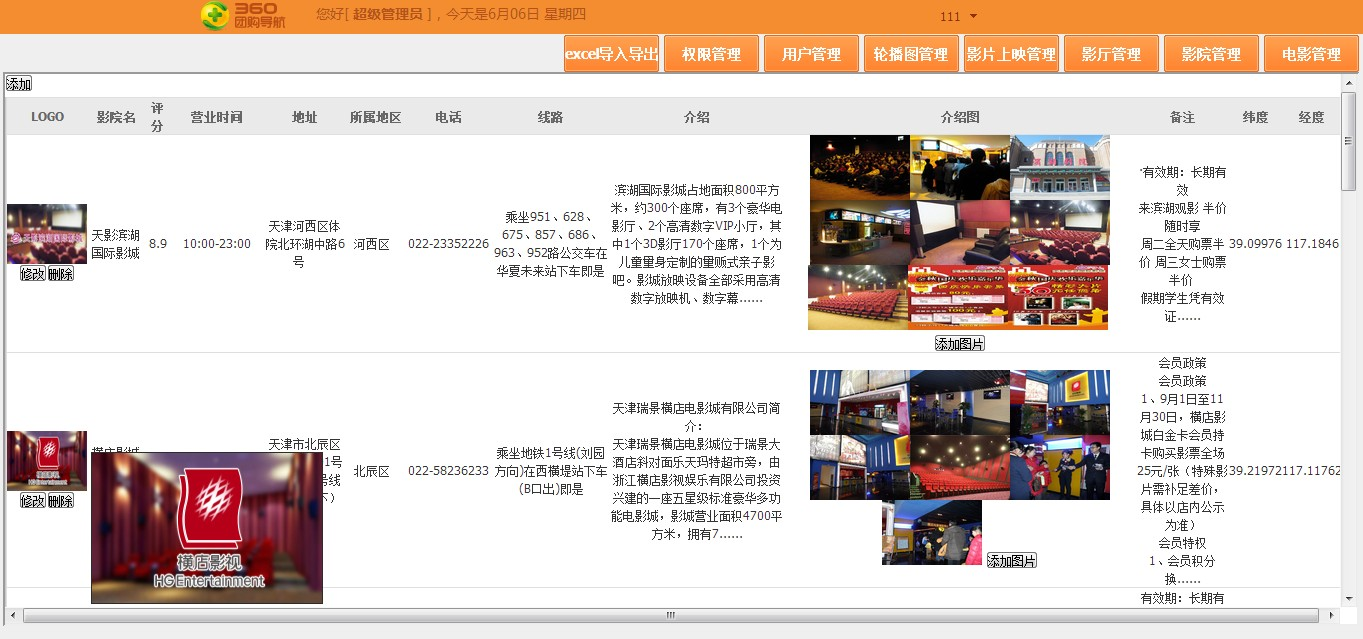 360
团购导航
您好[ 超级管理员 ]，今天是6月06日 星期四
111
excel导入导出
权限管理
用户管理
轮播图管理
影片上映管理
影厅管理
影院管理
电影管理
添加
LOGO
影院名
评分
营业时间
地址
所属地区
电话
线路
介绍
介绍图
备注
纬度
经度
修改 删除
天影滨湖
国际影城
8.9
10:00-23:00
天津河西区体
院北环湖中路6
号
河西区
022-23352226
乘坐951、628、
675、857、686、
963、952路公交车在
华夏未来站下车即是
滨湖国际影城占地面积800平方
米，约300个座席，有3个豪华电
影厅、2个高清数字VIP小厅，其
中1个3D影厅170个座席，1个为
儿童量身定制的量贩式亲子影
吧。影城放映设备全部采用高清
数字放映机、数字幕……
添加图片
有效期：长期有
效
来滨湖观影 半价
随时享
周二全天购票半
价 周三女士购票
半价
假期学生凭有效
证……
39.09976
117.1846
修改 删除
天津市北辰区
1号
号线
北辰区
022-58236233
乘坐地铁1号线(刘园
方向)在西横堤站下车
(B口出)即是
天津瑞景横店电影城有限公司简
介：
天津瑞景横店电影城位于瑞景大
酒店斜对面乐天玛特超市旁，由
浙江横店影视娱乐有限公司投资
兴建的一座五星级标准豪华多功
能电影城，影城营业面积4700平
方米，拥有7……
添加图片
会员政策
会员政策
1、9月1日至11
月30日，横店影
城白金卡会员持
卡购买影票全场
25元/张（特殊影
片需补足差价，
具体以店内公示
为准）
会员特权
1、会员积分
换……
39.21972
117.11762
横店影视
HG Entertainment
有效期：长期有